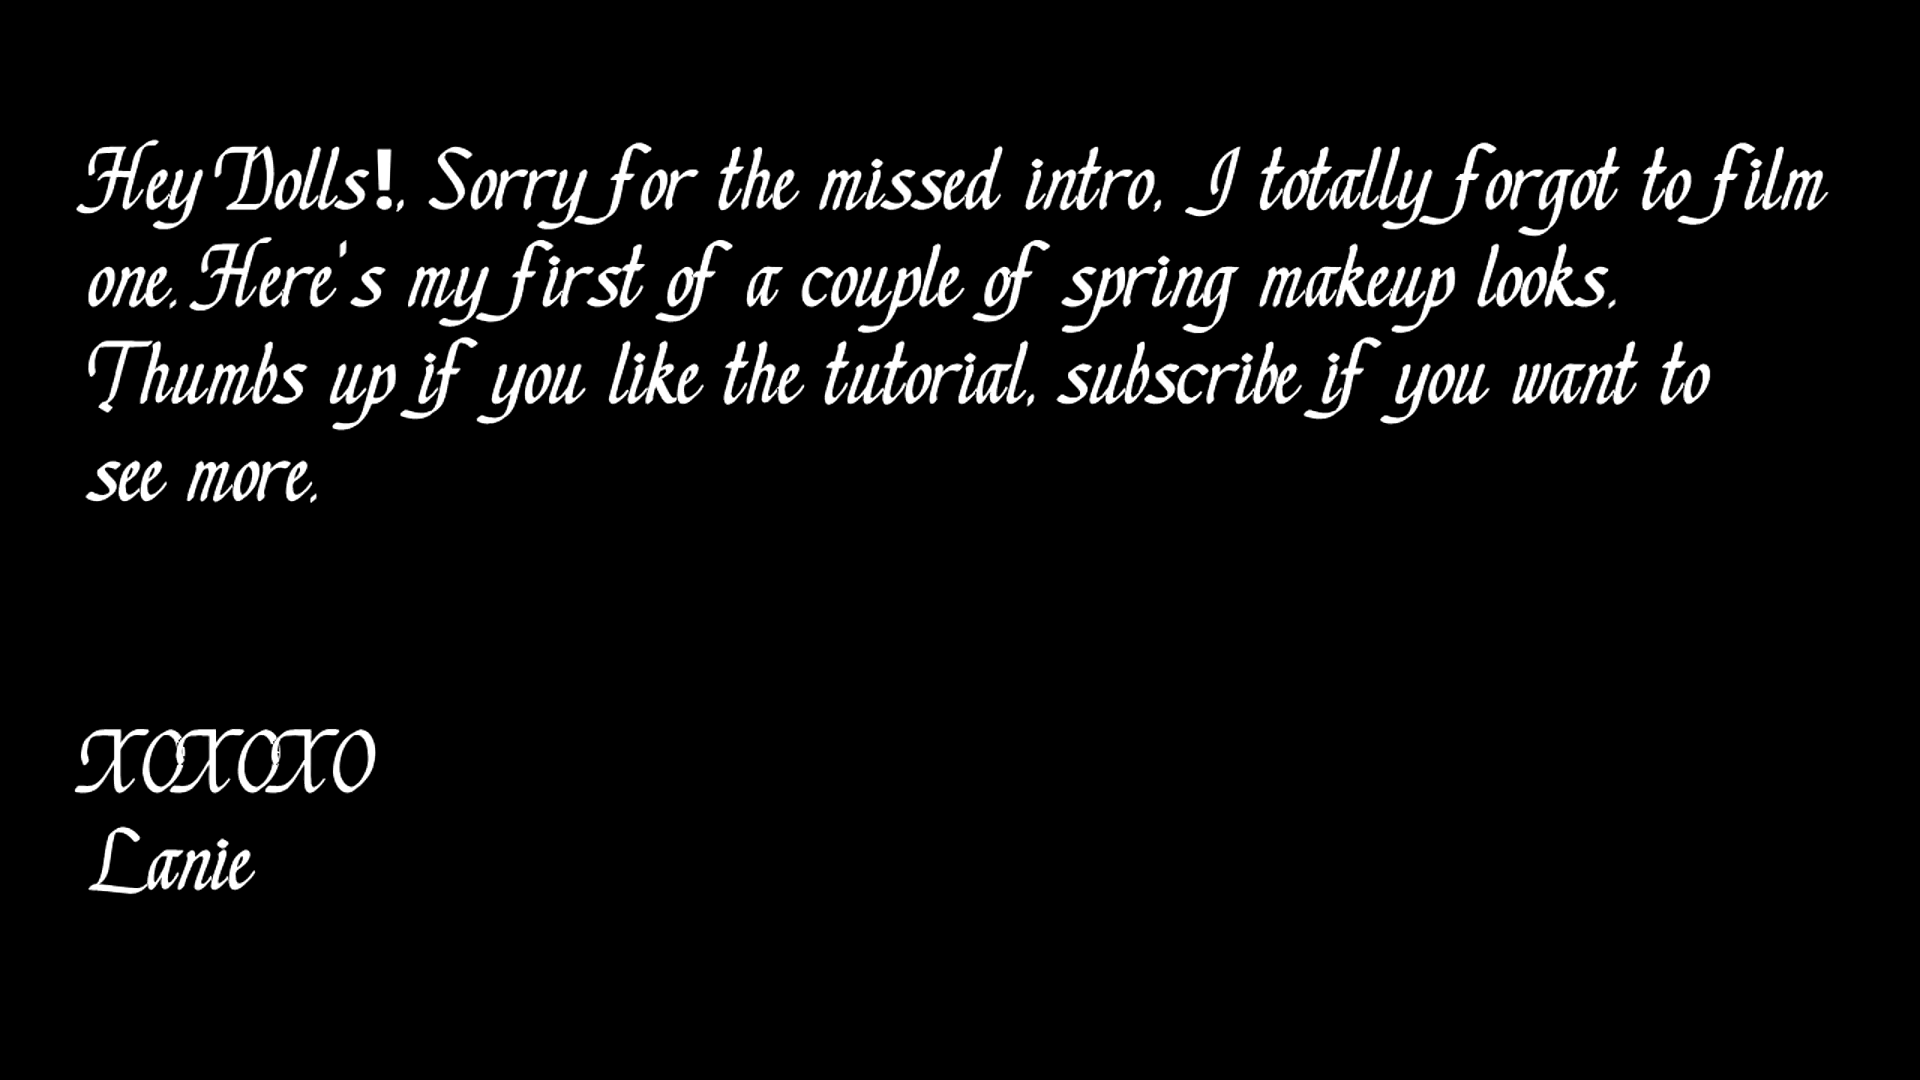 Hey Dolls!, Sorry for the missed intro, I totally forgot to film
one. Here's my first of a couple of spring makeup looks.
Thumbs up if you like the tutorial, subscribe if you want to
see more.
XOXOXO
Lanie